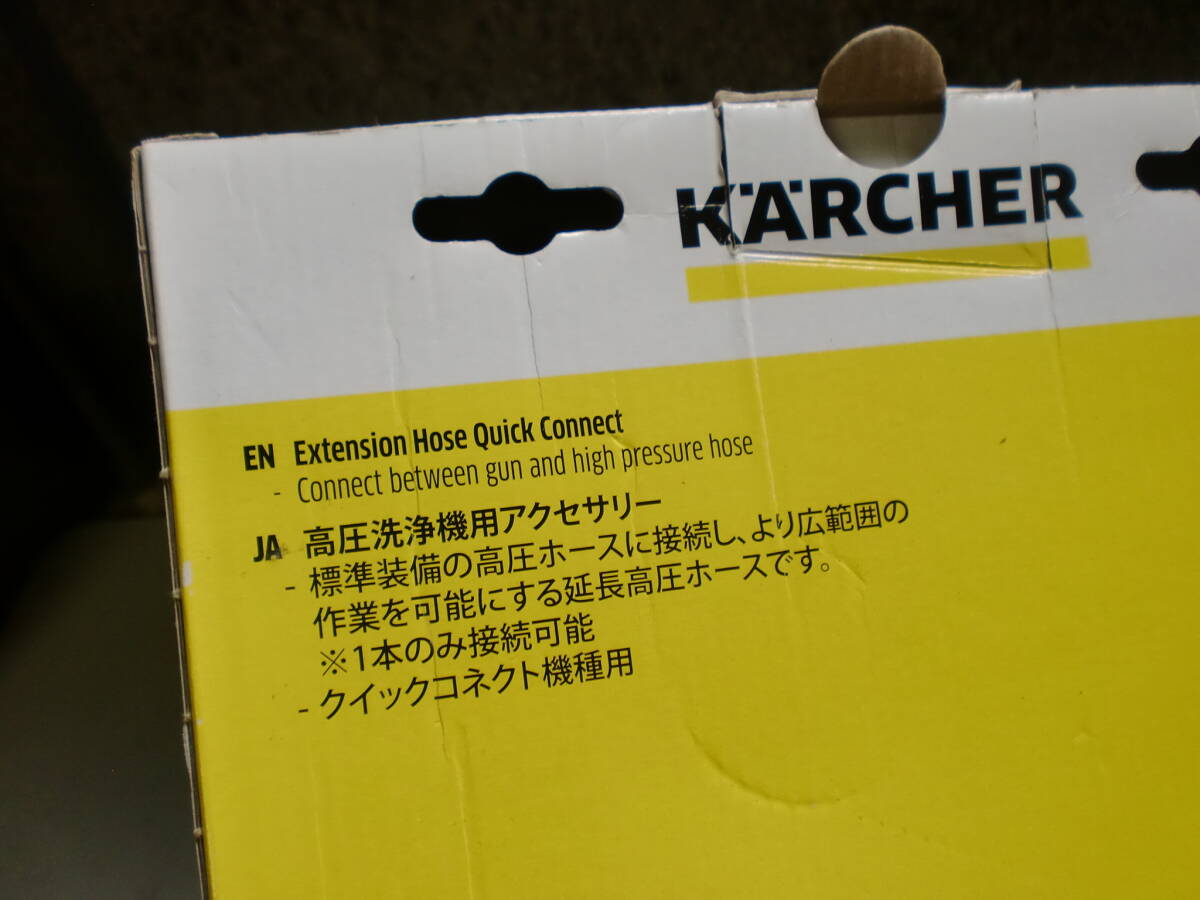 KÄRCHER
EN Extension Hose Quick Connect
- Connect between gun and high pressure hose
JA 高圧洗浄機用アクセサリー
- 標準装備の高圧ホースに接続し、より広範囲の
作業を可能にする延長高圧ホースです。
※1本のみ接続可能
- クイックコネクト機種用